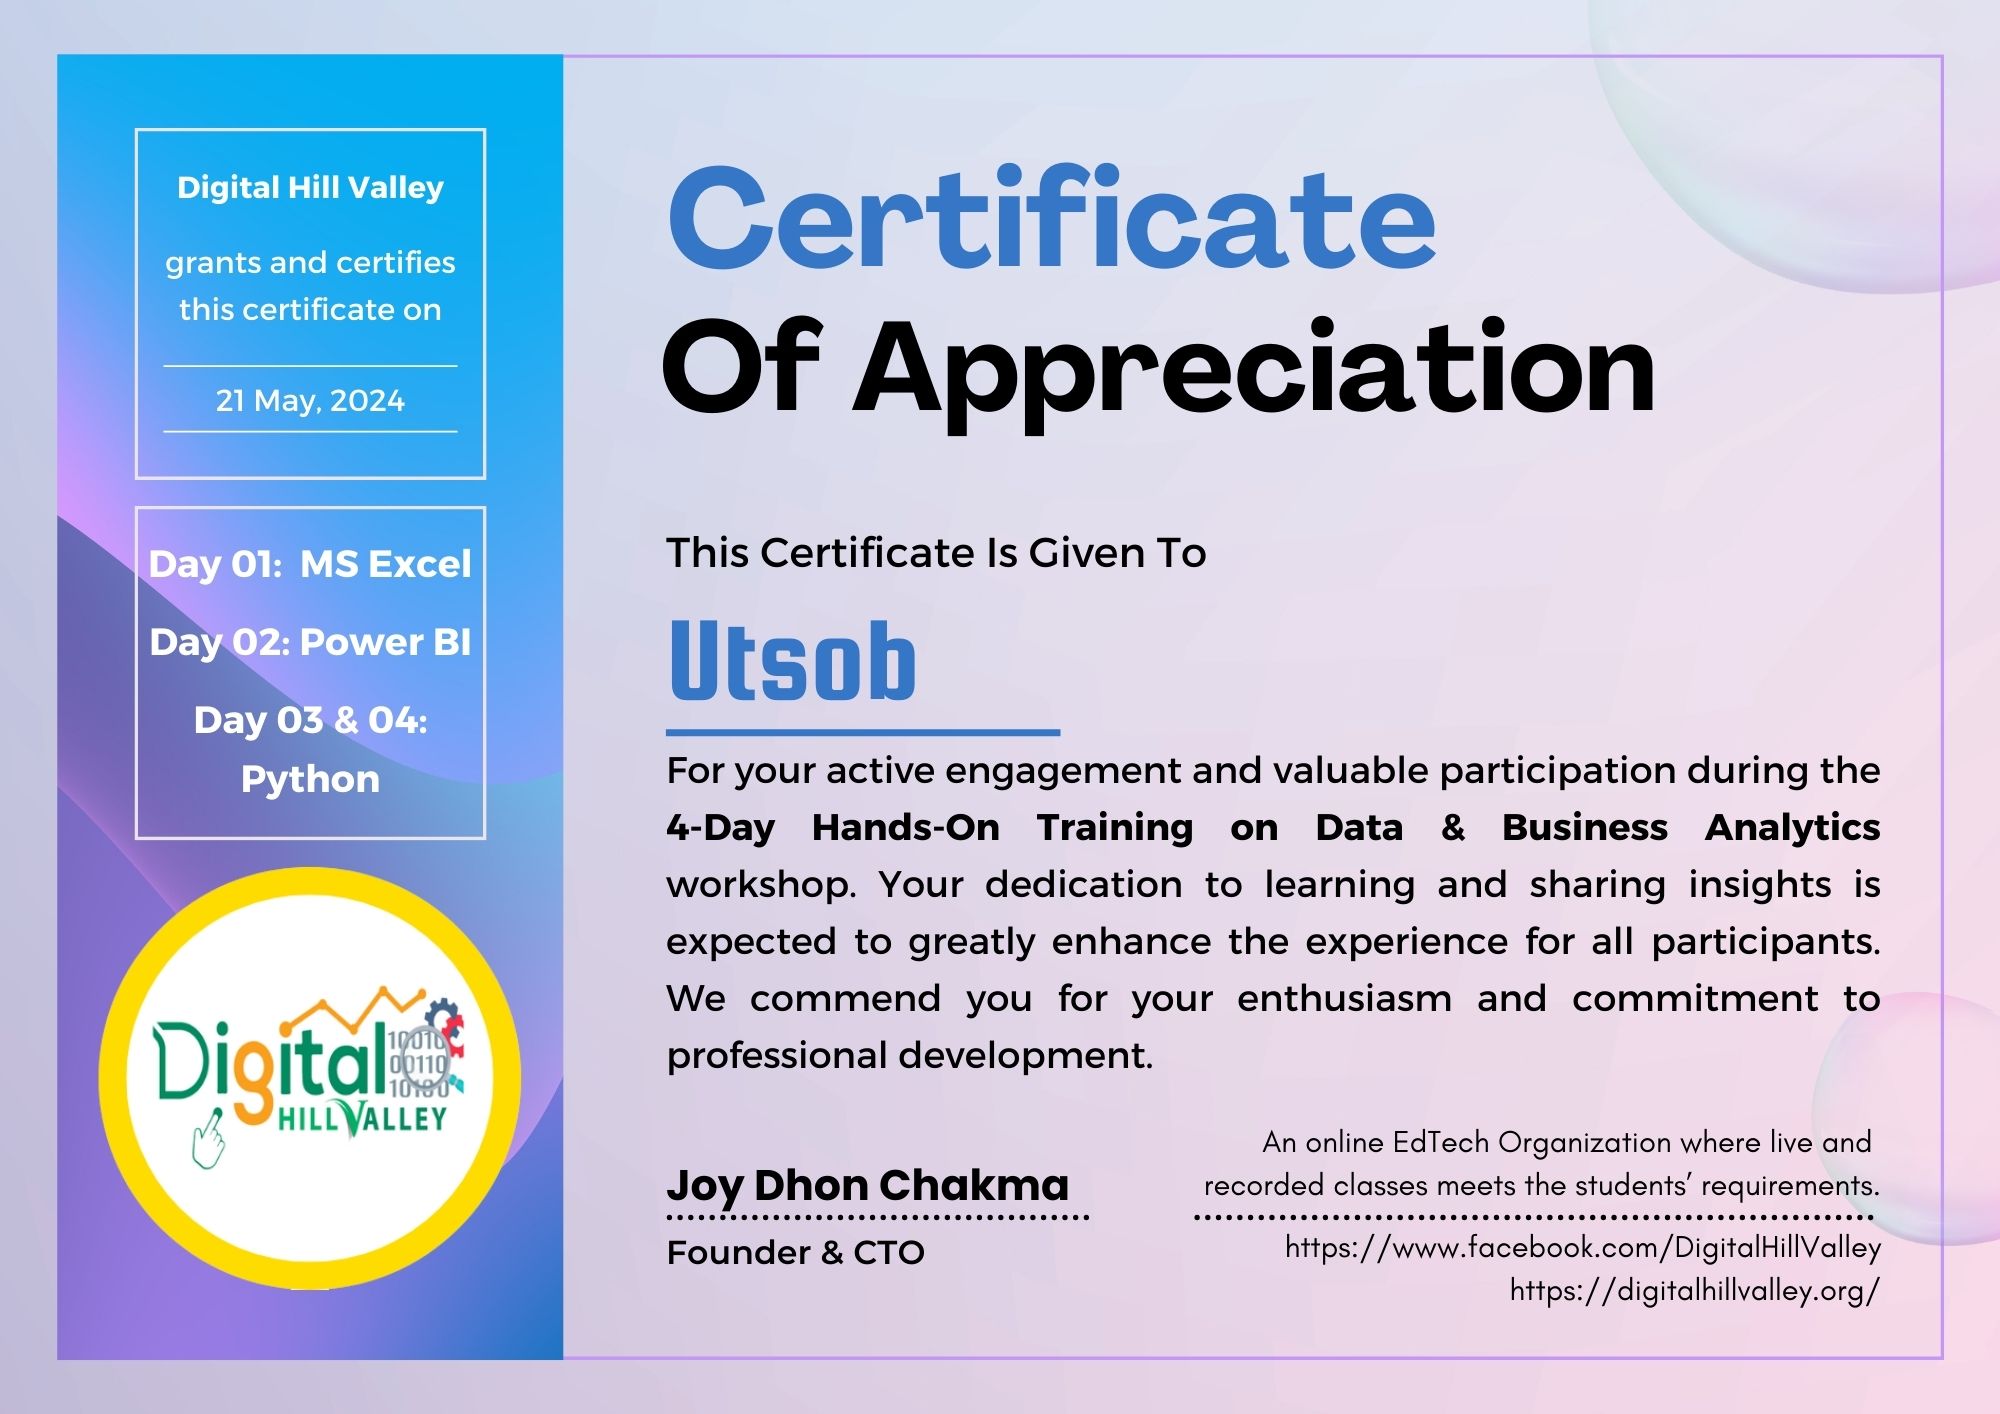 Digital Hill Valley
grants and certifies
this certificate on
21 May, 2024
Day 01: MS Excel
Day 02: Power BI
Day 03 & 04:
Python
Digital
10010
00110
10100
HILL VALLEY
Certificate
Of Appreciation
This Certificate Is Given To
Utsob
For your active engagement and valuable participation during the
4-Day Hands-On Training on Data & Business Analytics
workshop. Your dedication to learning and sharing insights is
expected to greatly enhance the experience for all participants.
We commend you for your enthusiasm and commitment to
professional development.
Joy Dhon Chakma
Founder & CTO
An online EdTech Organization where live and
recorded classes meets the students’ requirements.
https://www.facebook.com/DigitalHillValley
https://digitalhillvalley.org/